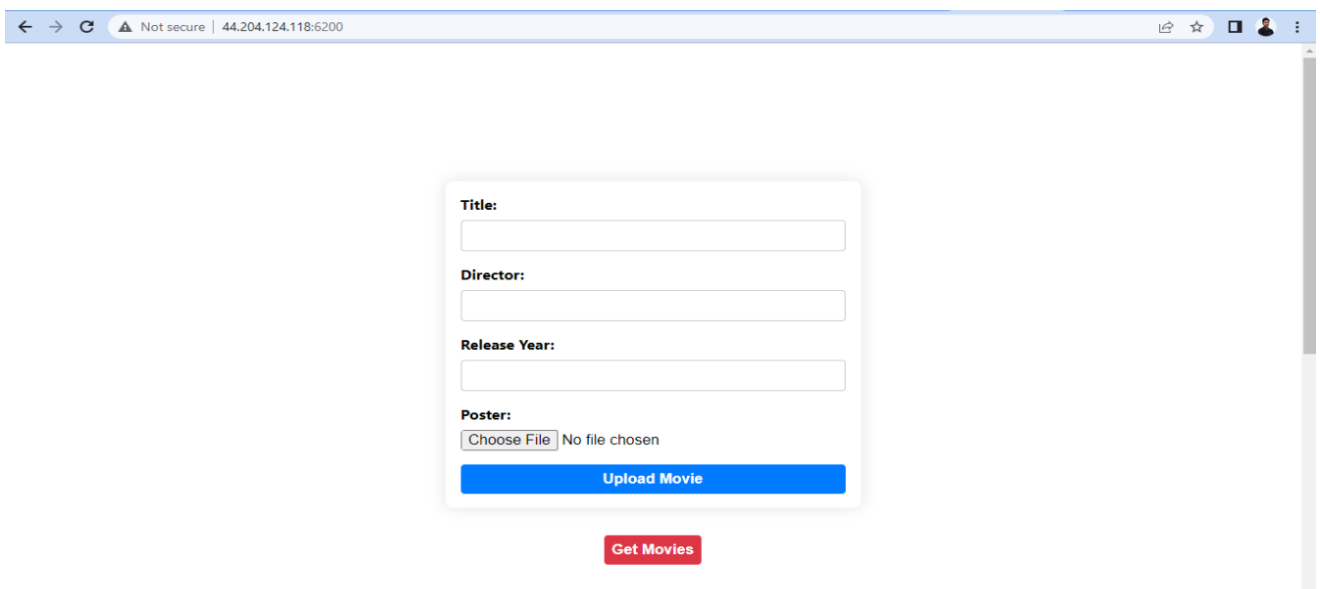 Not secure | 44.204.124.118:6200
Title:
Director:
Release Year:
Poster:
Choose File No file chosen
Upload Movie
Get Movies